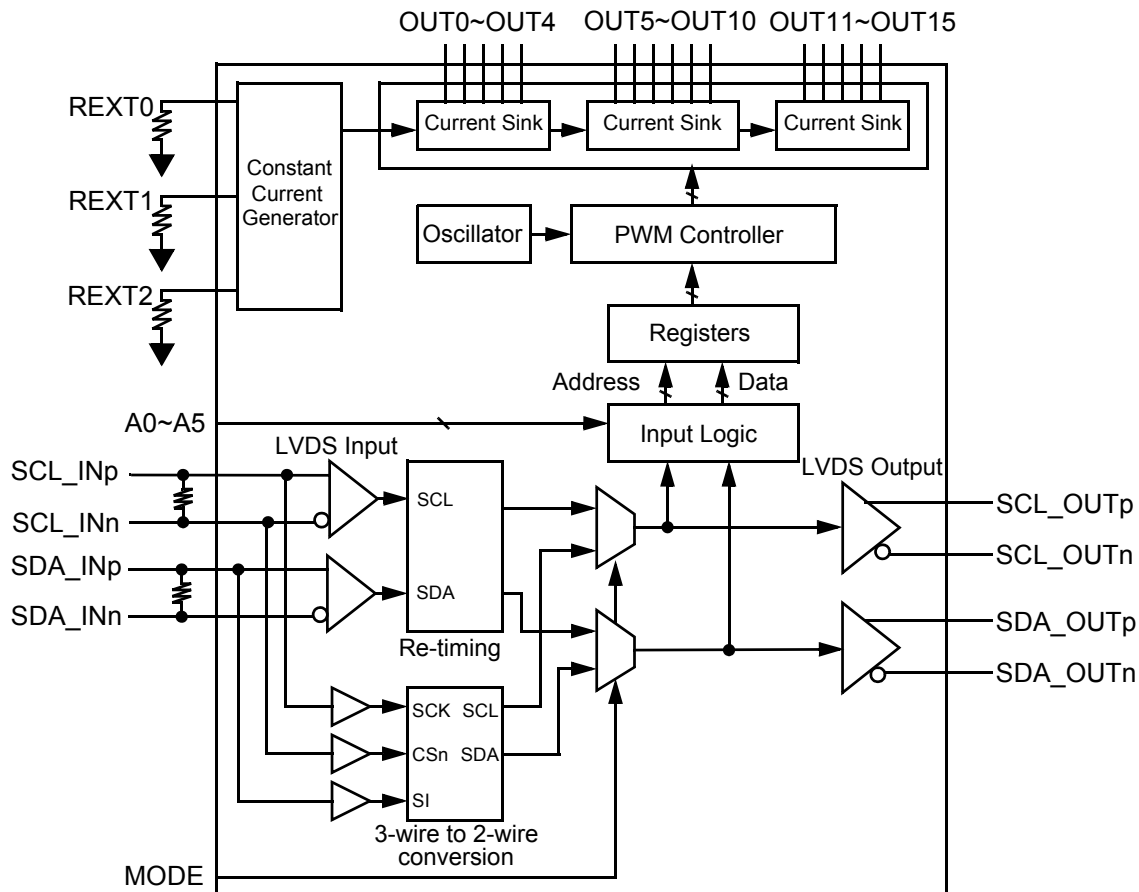 OUT0~OUT4
OUT5~OUT10
OUT11~OUT15
REXT0
REXT1
REXT2
Constant
Current
Generator
Current Sink
Current Sink
Current Sink
Oscillator
PWM Controller
Registers
Address
Data
A0~A5
Input Logic
LVDS Input
LVDS Output
SCL_INp
SCL_INn
SDA_INp
SDA_INn
SCL
SDA
Re-timing
SCL_OUTp
SCL_OUTn
SDA_OUTp
SDA_OUTn
SCK SCL
CSn SDA
SI
3-wire to 2-wire
conversion
MODE